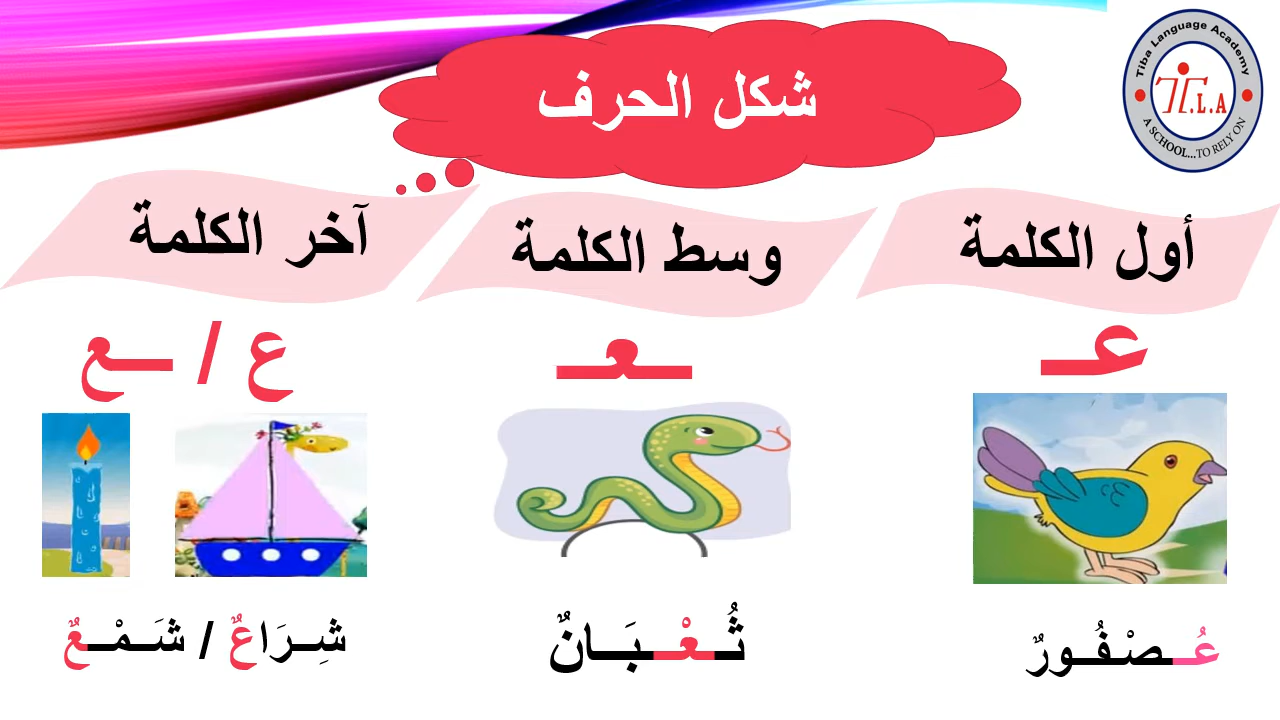 شكل الحرف
Tiba Language Academy
T.L.A
A SCHOOL...TO RELY ON
أول الكلمة
وسط الكلمة
آخر الكلمة
عـ
ـعـ
ع / ـع
عُـصْـفُـورٌ
ثُـعْـبَـانٌ
شِـرَاعٌ / شَـمْـعٌ